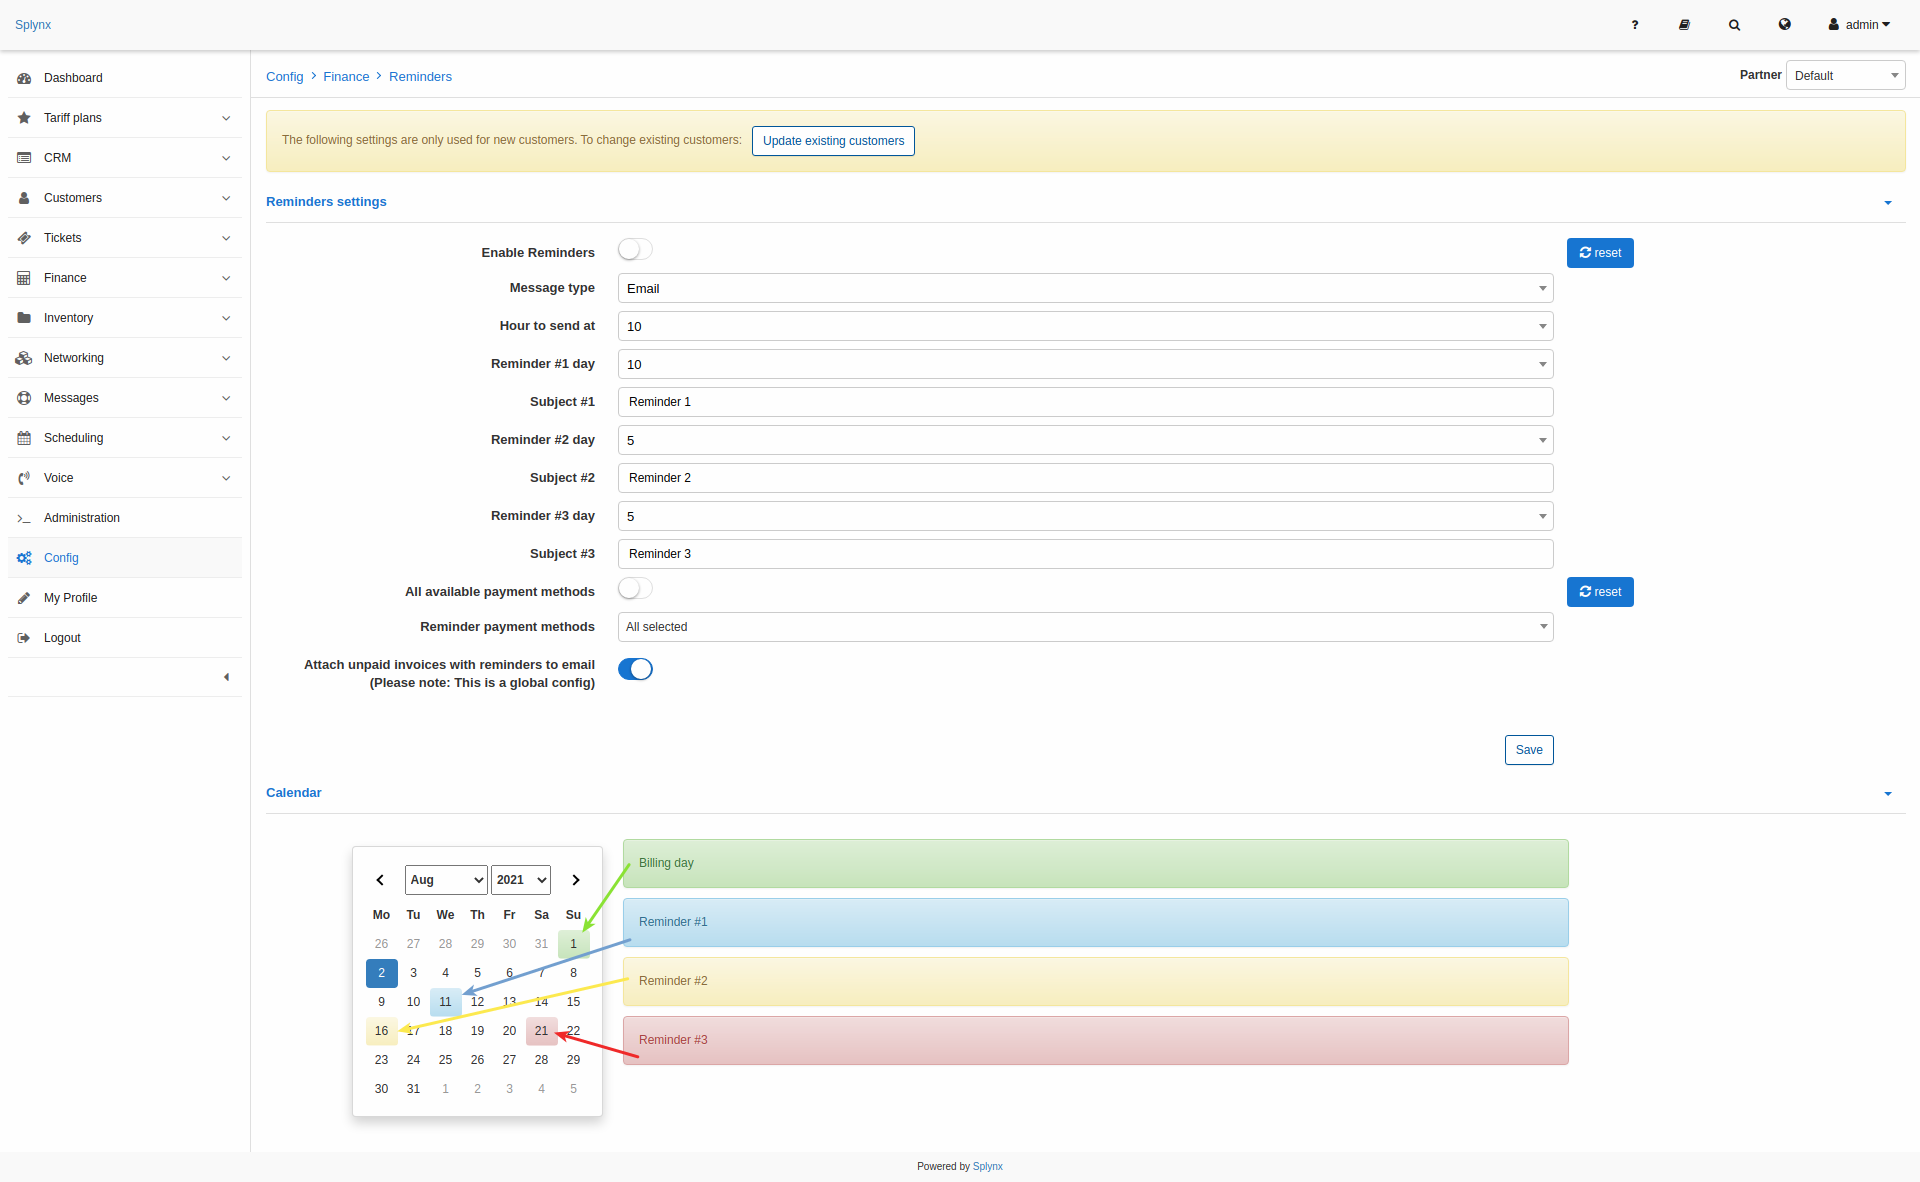 Splynx
? admin
Dashboard
Tariff plans
CRM
Customers
Tickets
Finance
Inventory
Networking
Messages
Scheduling
Voice
Administration
Config
My Profile
Logout
Config > Finance > Reminders
Partner Default
The following settings are only used for new customers. To change existing customers: Update existing customers
Reminders settings
Enable Reminders reset
Message type Email
Hour to send at 10
Reminder #1 day 10
Subject #1 Reminder 1
Reminder #2 day 5
Subject #2 Reminder 2
Reminder #3 day 5
Subject #3 Reminder 3
All available payment methods reset
Reminder payment methods All selected
Attach unpaid invoices with reminders to email
(Please note: This is a global config)
Save
Calendar
Aug 2021
Mo Tu We Th Fr Sa Su
26 27 28 29 30 31 1
2 3 4 5 6 7 8
9 10 11 12 13 14 15
16 17 18 19 20 21 22
23 24 25 26 27 28 29
30 31 1 2 3 4 5
Billing day
Reminder #1
Reminder #2
Reminder #3
Powered by Splynx